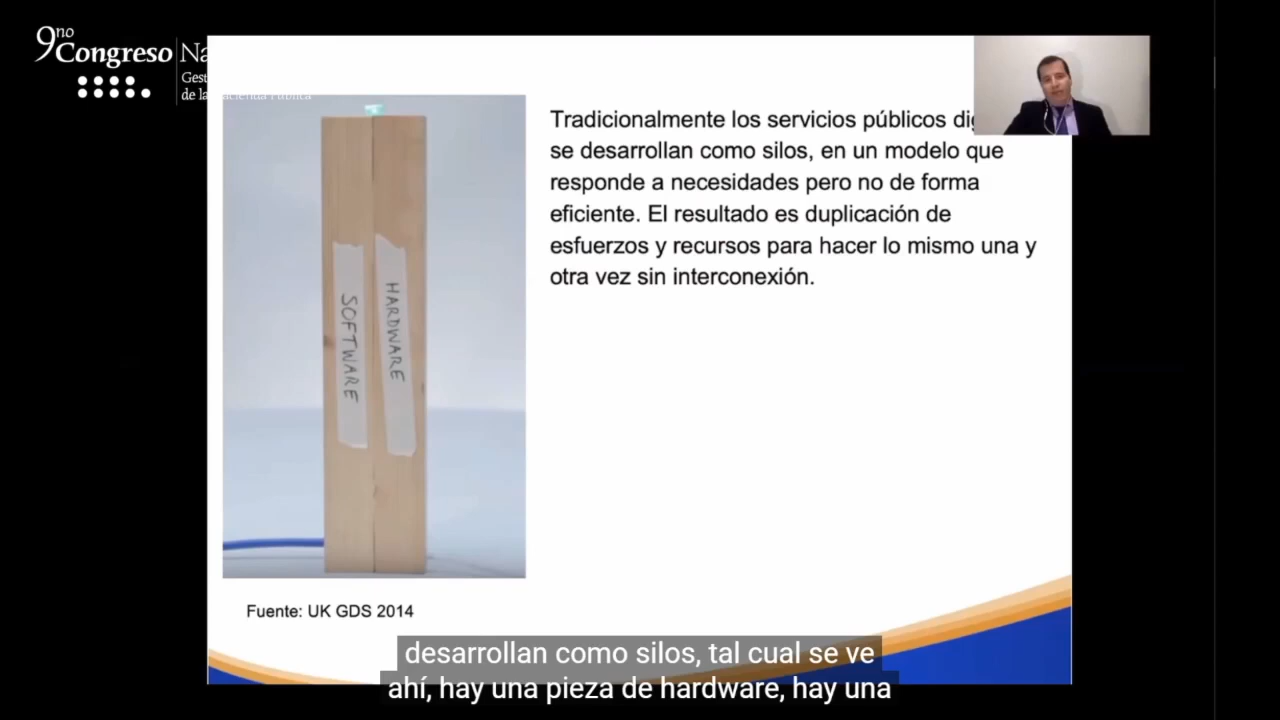 9no
Congreso
de la Hacienda Pública
Tradicionalmente los servicios públicos
se desarrollan como silos, en un modelo que
responde a necesidades pero no de forma
eficiente. El resultado es duplicación de
esfuerzos y recursos para hacer lo mismo una y
otra vez sin interconexión.
SOFTWARE
HARDWARE
Fuente: UK GDS 2014
desarrollan como silos, tal cual se ve
ahí, hay una pieza de hardware, hay una